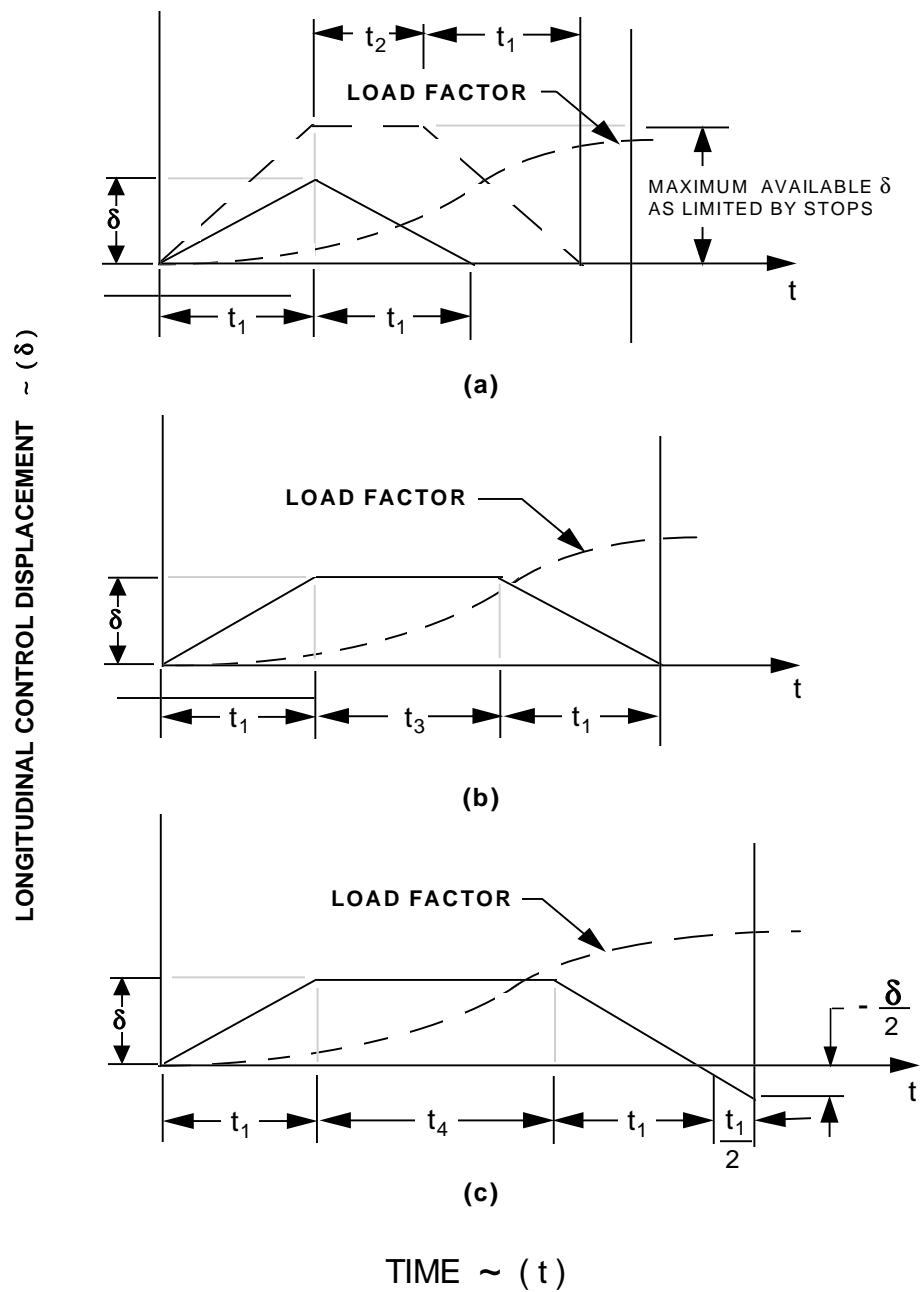 t2
t1
LOAD FACTOR
δ
MAXIMUM AVAILABLE δ
AS LIMITED BY STOPS
t
t1
t1
(a)
LONGITUDINAL CONTROL DISPLACEMENT ~ (δ)
LOAD FACTOR
δ
t
t1
t3
t1
(b)
LOAD FACTOR
- δ/2
δ
t
t1
t4
t1
t1/2
(c)
TIME ~ (t)